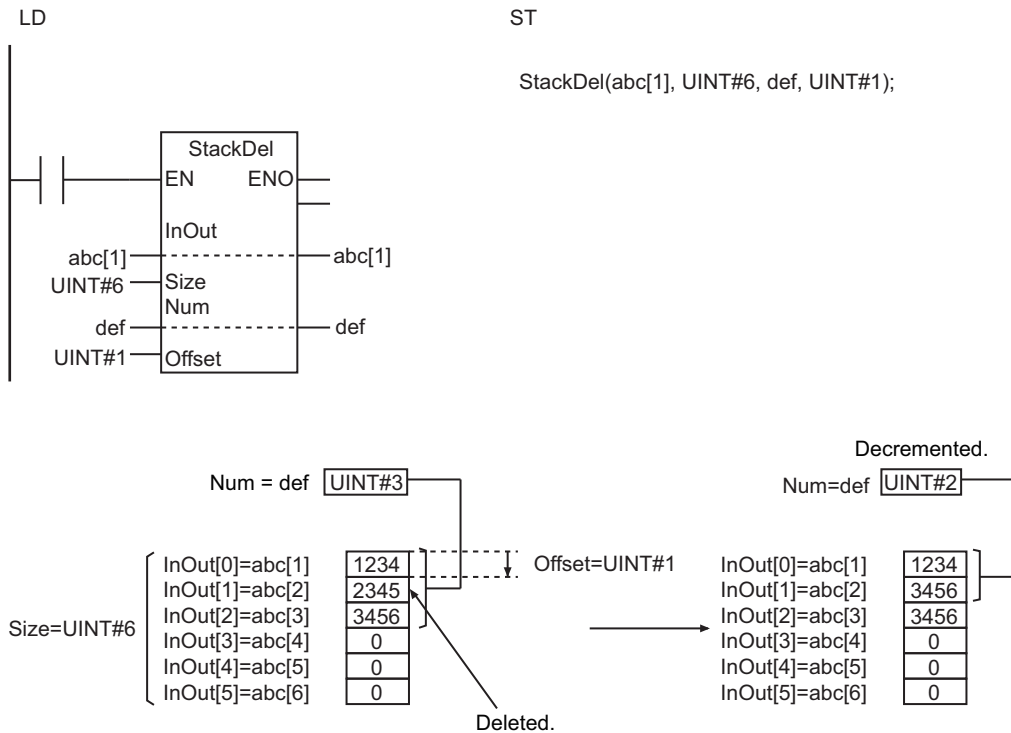 LD
ST
StackDel(abc[1], UINT#6, def, UINT#1);
StackDel
EN ENO
InOut
abc[1] abc[1]
UINT#6 Size
Num
def def
UINT#1 Offset
Decremented.
Num = def UINT#3
Num=def UINT#2
Size=UINT#6
InOut[0]=abc[1] 1234
InOut[1]=abc[2] 2345
InOut[2]=abc[3] 3456
InOut[3]=abc[4] 0
InOut[4]=abc[5] 0
InOut[5]=abc[6] 0
Offset=UINT#1
Deleted.
InOut[0]=abc[1] 1234
InOut[1]=abc[2] 3456
InOut[2]=abc[3] 3456
InOut[3]=abc[4] 0
InOut[4]=abc[5] 0
InOut[5]=abc[6] 0